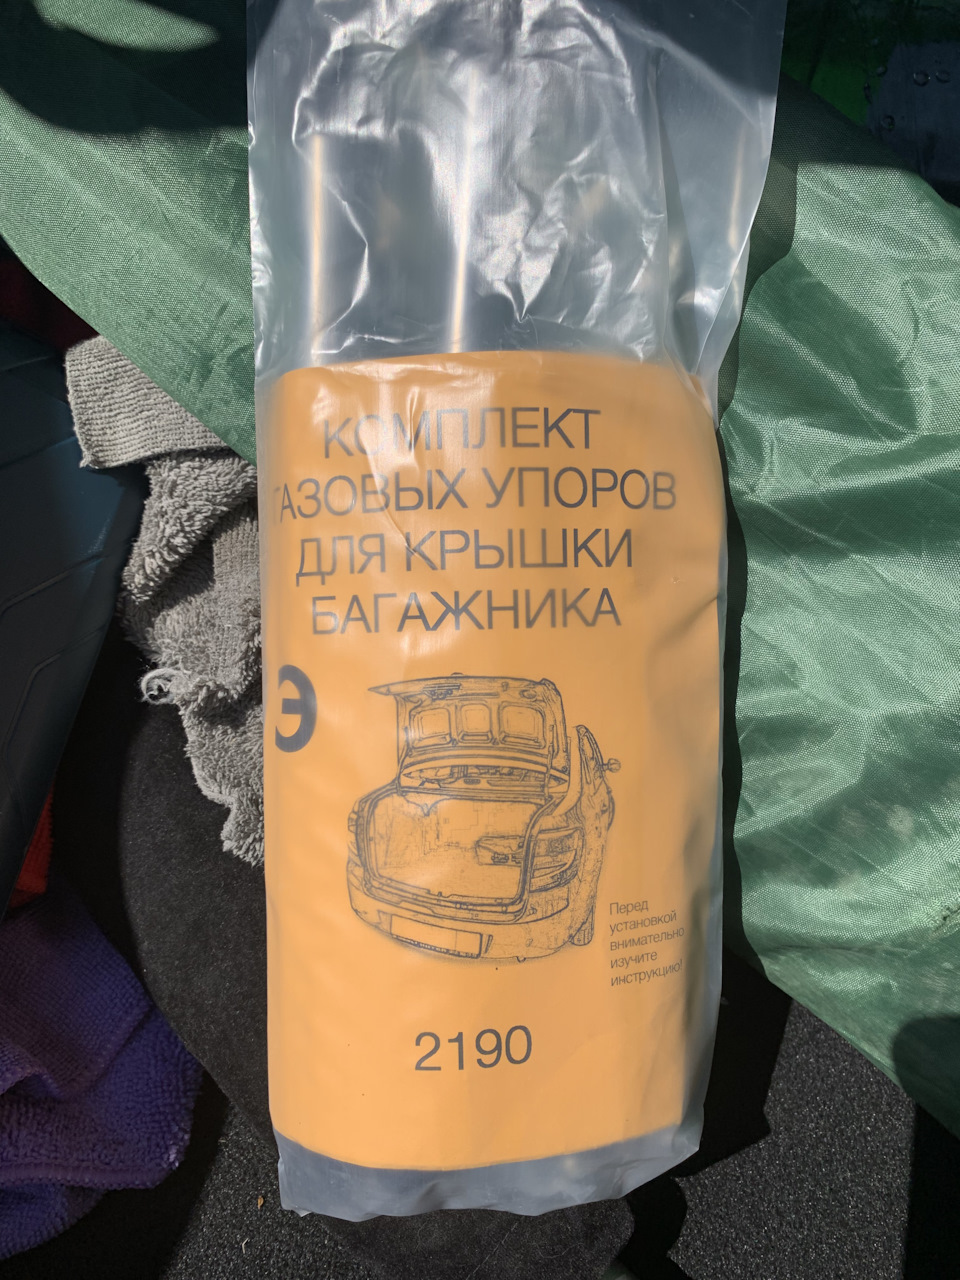 КОМПЛЕКТ
ГАЗОВЫХ УПОРОВ
ДЛЯ КРЫШКИ
БАГАЖНИКА
Э
Перед
установкой
внимательно
изучите
инструкцию!
2190